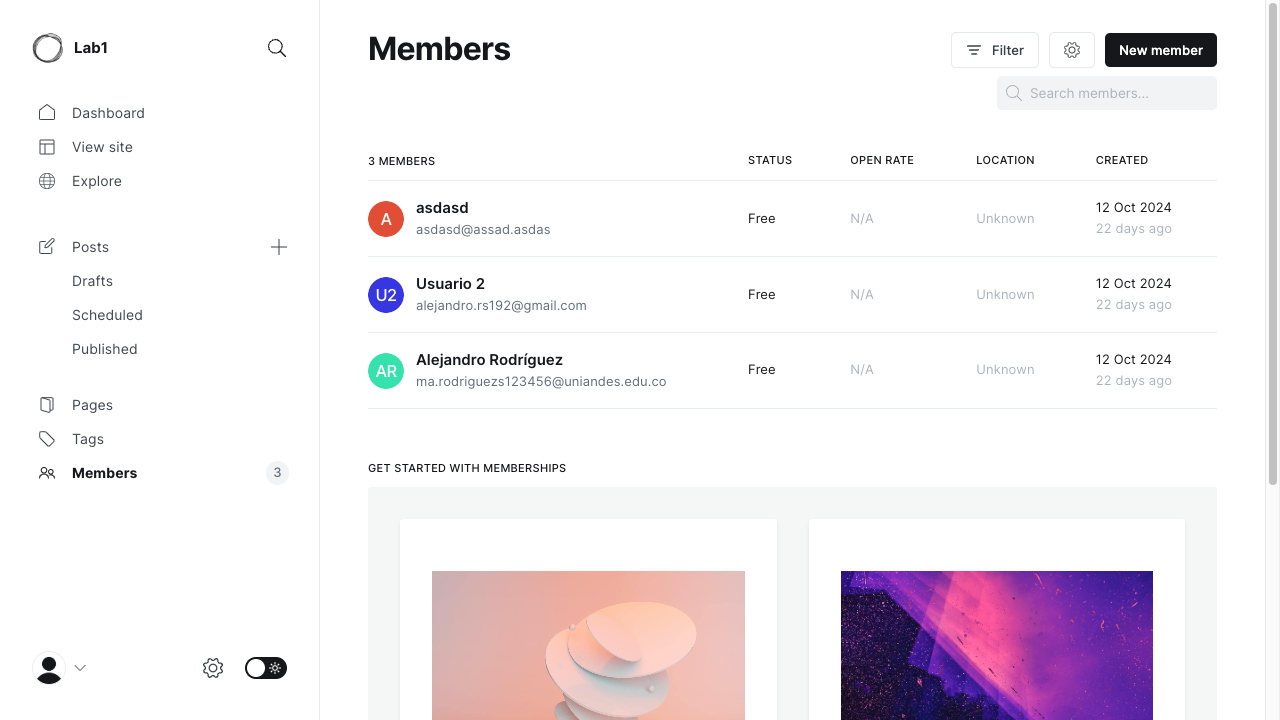 Lab1
Dashboard
View site
Explore
Posts
Drafts
Scheduled
Published
Pages
Tags
Members 3
Members
Filter
New member
Search members...
3 MEMBERS STATUS OPEN RATE LOCATION CREATED
A asdasd Free N/A Unknown 12 Oct 2024
asdasd@assad.asdas 22 days ago
U2 Usuario 2 Free N/A Unknown 12 Oct 2024
alejandro.rs192@gmail.com 22 days ago
AR Alejandro Rodríguez Free N/A Unknown 12 Oct 2024
ma.rodriguezs123456@uniandes.edu.co 22 days ago
GET STARTED WITH MEMBERSHIPS